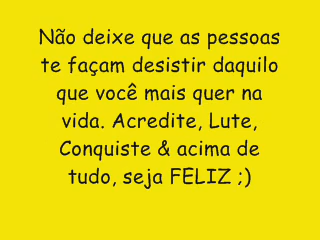 Não deixe que as pessoas
te façam desistir daquilo
que você mais quer na
vida. Acredite, Lute,
Conquiste & acima de
tudo, seja FELIZ ;)